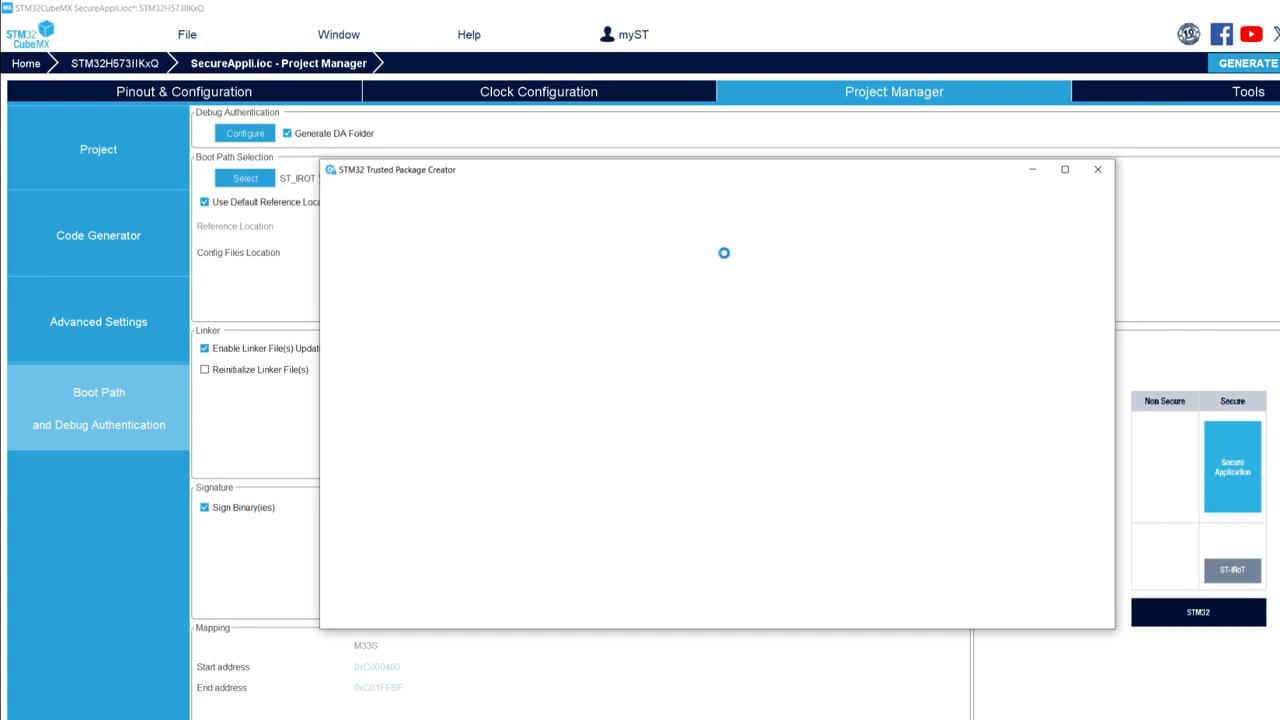 MX STM32CubeMX SecureAppli.ioc*: STM32H573IIKxQ
STM32
CubeMX
File Window Help myST
10
Home STM32H573IIKxQ SecureAppli.ioc - Project Manager GENERATE
Pinout & Configuration Clock Configuration Project Manager Tools
Project
Code Generator
Advanced Settings
Boot Path
and Debug Authentication
Debug Authentication
Configure Generate DA Folder
Boot Path Selection
Select ST_IROT
Use Default Reference Loca
Reference Location
Config Files Location
STM32 Trusted Package Creator
Linker
Enable Linker File(s) Updat
Reinitialize Linker File(s)
Signature
Sign Binary(ies)
Mapping
M33S
Start address 0xC000400
End address 0xC01FFBF
Non Secure Secure
Secure
Application
ST-iRoT
STM32